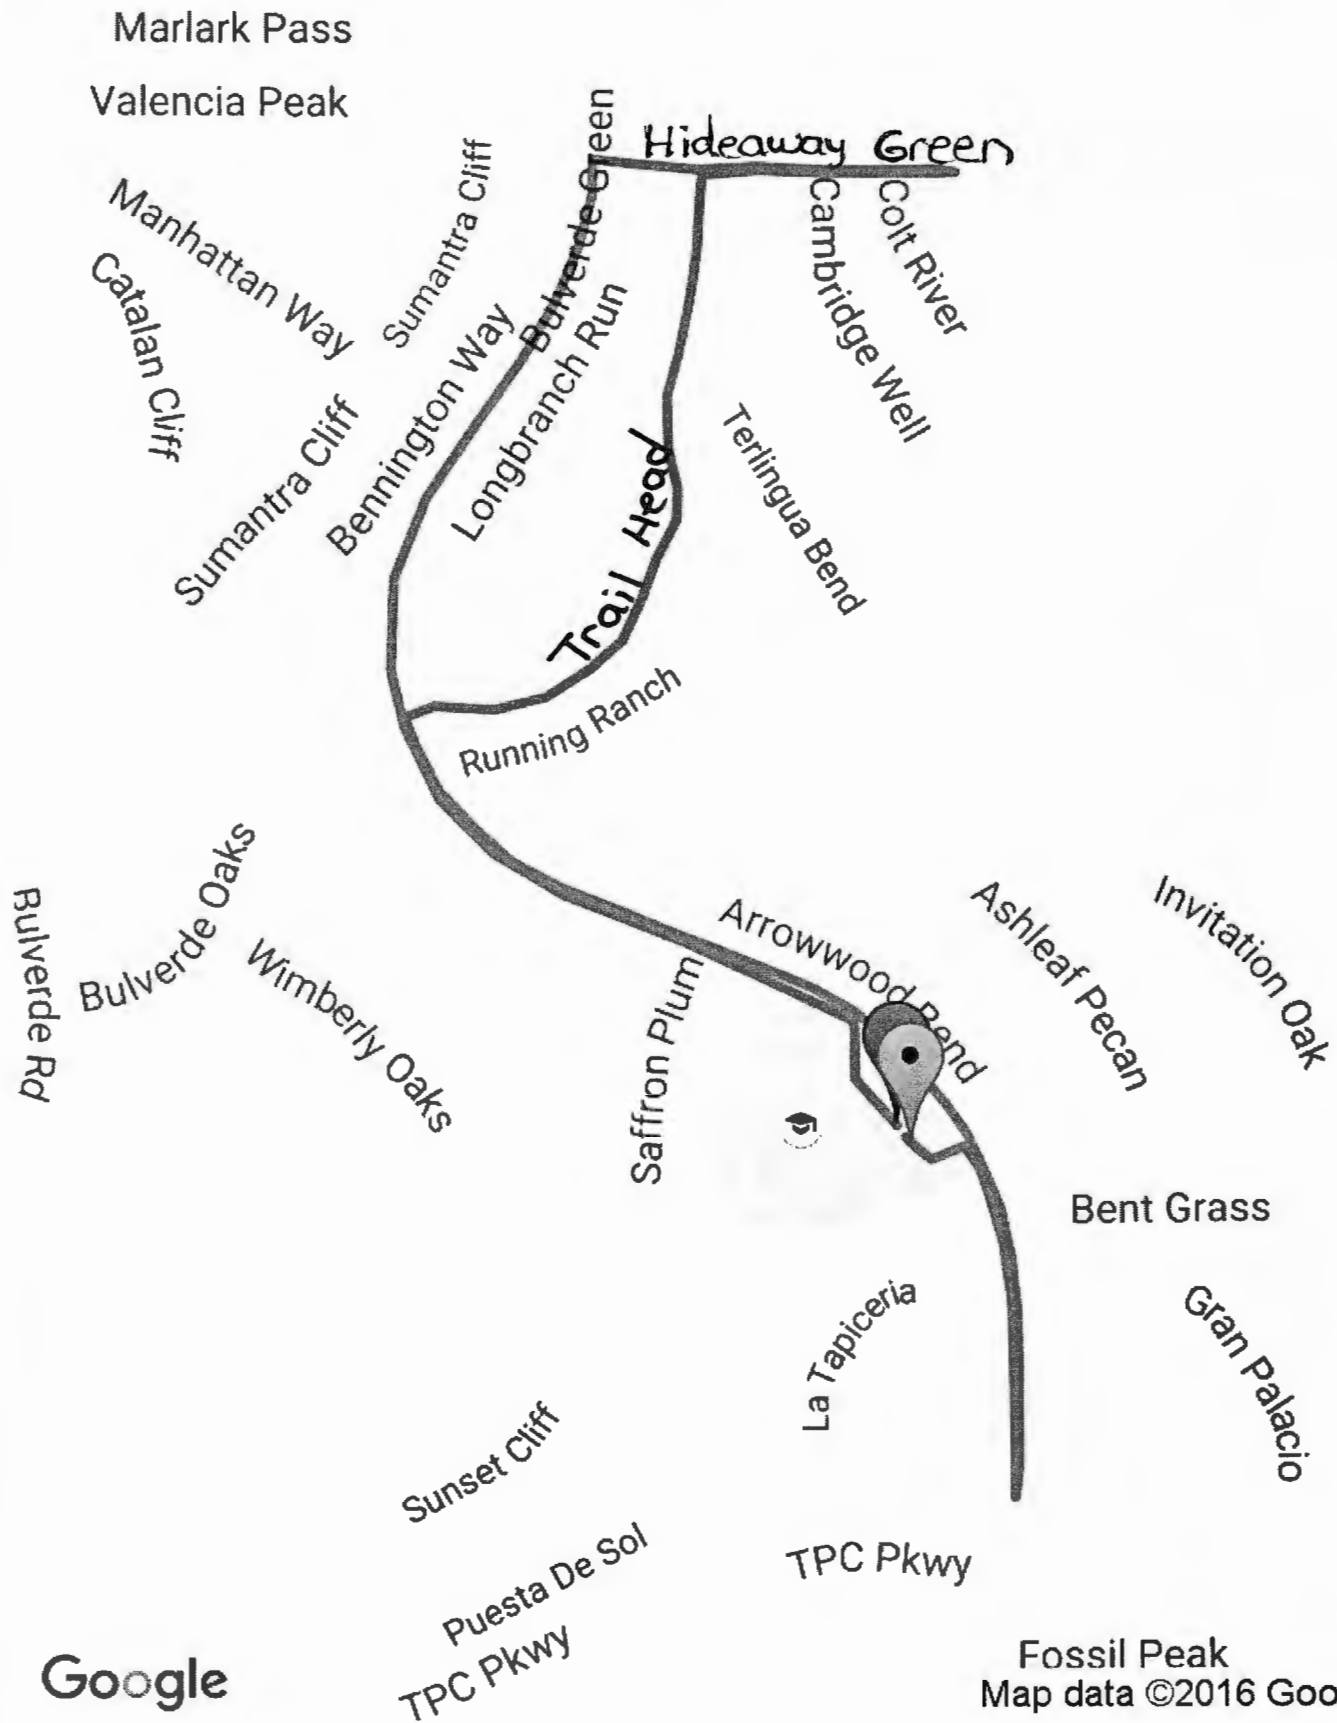 Marlark Pass
Valencia Peak
Hideaway Green
Bulverde Green
Sumantra Cliff
Manhattan Way
Catalan Cliff
Colt River
Cambridge Well
Longbranch Run
Bennington Way
Sumantra Cliff
Terlingua Bend
Trail Head
Running Ranch
Bulverde Oaks
Bulverde Rd
Wimberly Oaks
Arrowwood Bend
Ashleaf Pecan
Invitation Oak
Saffron Plum
Bent Grass
La Tapiceria
Gran Palacio
Sunset Cliff
Puesta De Sol
TPC Pkwy
TPC Pkwy
Fossil Peak
Google
Map data ©2016 Goo